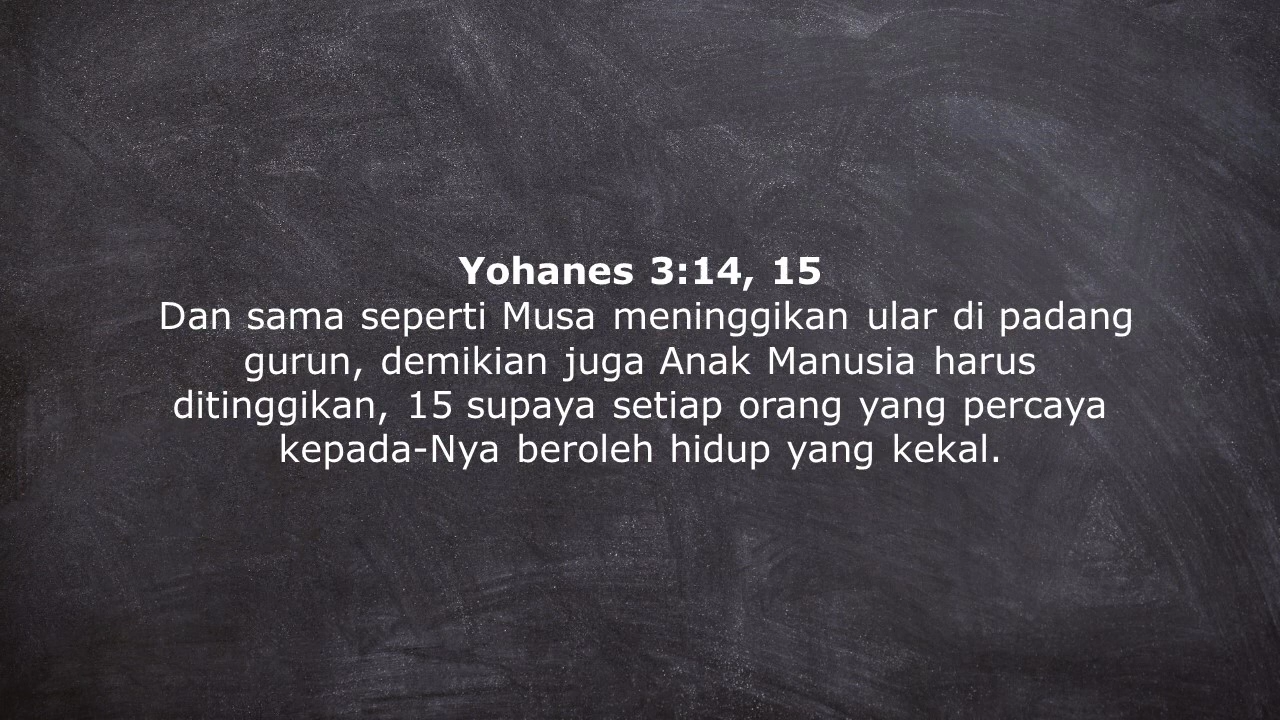 Yohanes 3:14, 15
Dan sama seperti Musa meninggikan ular di padang
gurun, demikian juga Anak Manusia harus
ditinggikan, 15 supaya setiap orang yang percaya
kepada-Nya beroleh hidup yang kekal.